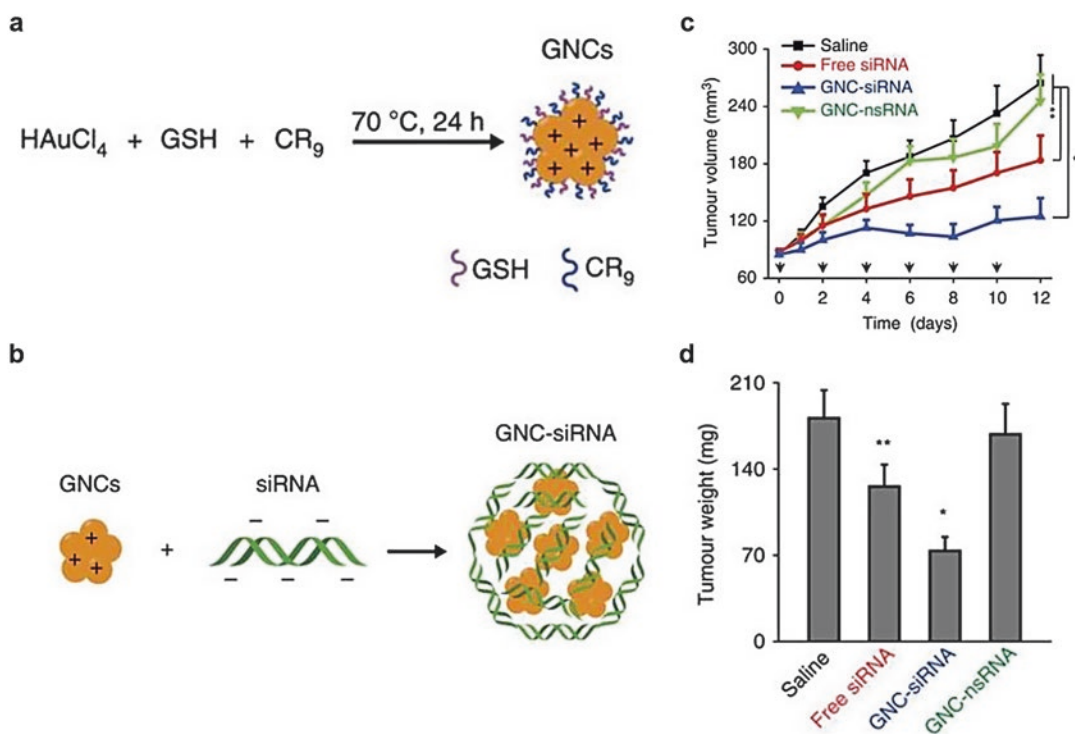 a
GNCs
HAuCl4 + GSH + CR9
70 °C, 24 h
+ + + + + +
GSH CR9
b
GNC-siRNA
GNCs siRNA
+ + + + – – – – –
c
Saline
Free siRNA
GNC-siRNA
GNC-nsRNA
300
240
180
120
60
Tumour volume (mm3)
0 2 4 6 8 10 12
Time (days)
**
*
d
210
140
70
0
Tumour weight (mg)
**
*
Saline
Free siRNA
GNC-siRNA
GNC-nsRNA